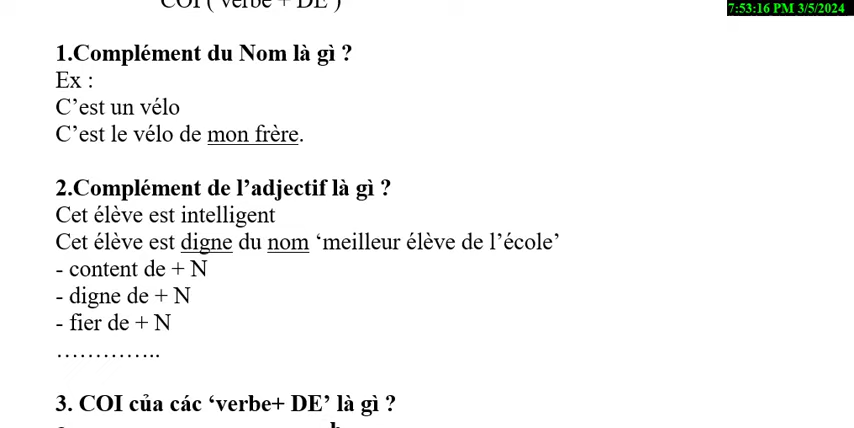 COI ( verbe + DE )
7:53:16 PM 3/5/2024
1.Complément du Nom là gì ?
Ex :
C’est un vélo
C’est le vélo de mon frère.
2.Complément de l’adjectif là gì ?
Cet élève est intelligent
Cet élève est digne du nom ‘meilleur élève de l’école’
- content de + N
- digne de + N
- fier de + N
…………..
3. COI của các ‘verbe+ DE’ là gì ?